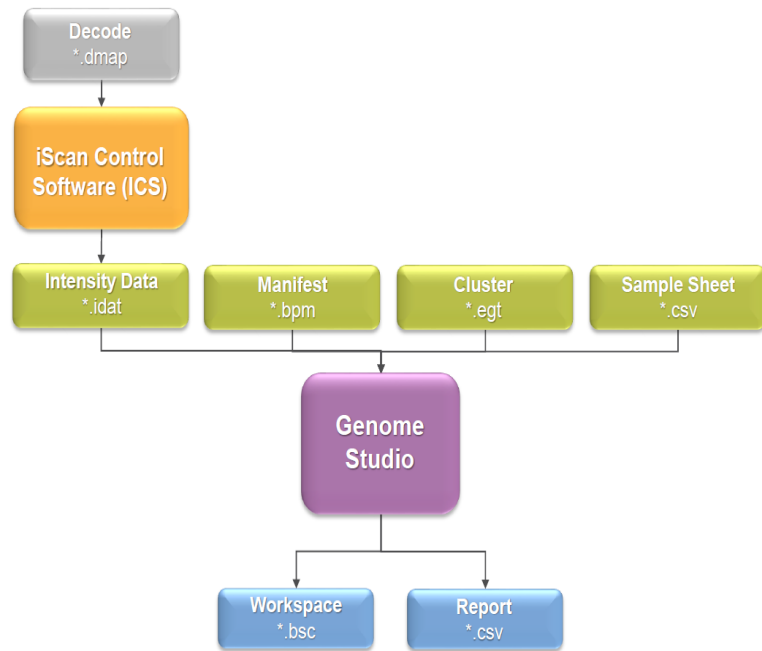 Decode
*.dmap
iScan Control
Software (ICS)
Intensity Data
*.idat
Manifest
*.bpm
Cluster
*.egt
Sample Sheet
*.csv
Genome
Studio
Workspace
*.bsc
Report
*.csv